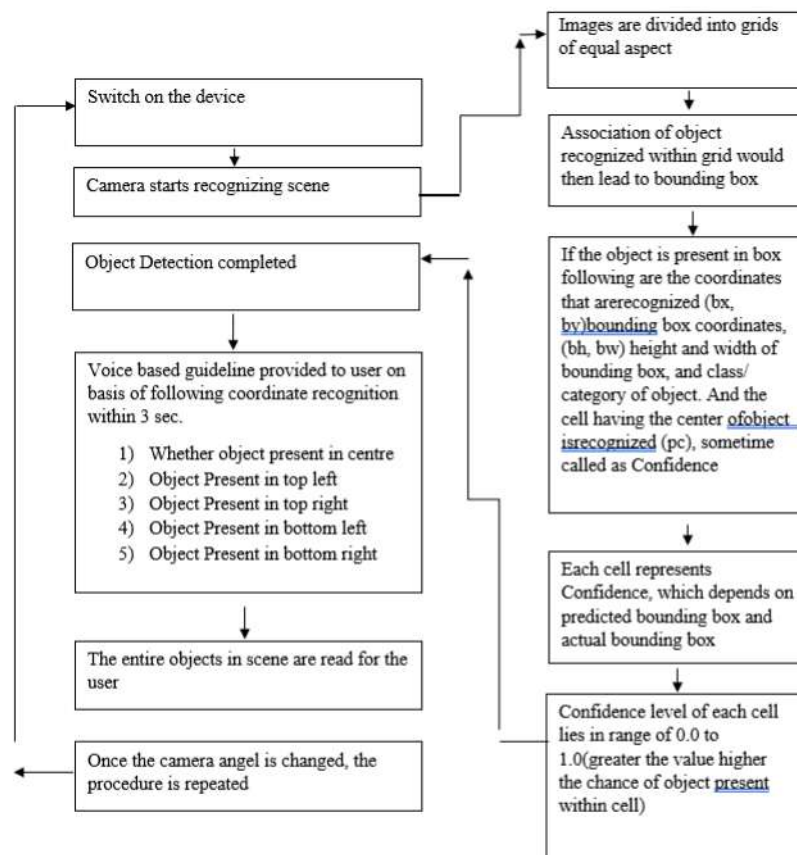 Switch on the device
Camera starts recognizing scene
Images are divided into grids
of equal aspect
Association of object
recognized within grid would
then lead to bounding box
If the object is present in box
following are the coordinates
that arerecognized (bx,
by)bounding box coordinates,
(bh, bw) height and width of
bounding box, and class/
category of object. And the
cell having the center ofobject
isrecognized (pc), sometime
called as Confidence
Each cell represents
Confidence, which depends on
predicted bounding box and
actual bounding box
Confidence level of each cell
lies in range of 0.0 to
1.0(greater the value higher
the chance of object present
within cell)
Object Detection completed
Voice based guideline provided to user on
basis of following coordinate recognition
within 3 sec.
1) Whether object present in centre
2) Object Present in top left
3) Object Present in top right
4) Object Present in bottom left
5) Object Present in bottom right
The entire objects in scene are read for the
user
Once the camera angel is changed, the
procedure is repeated